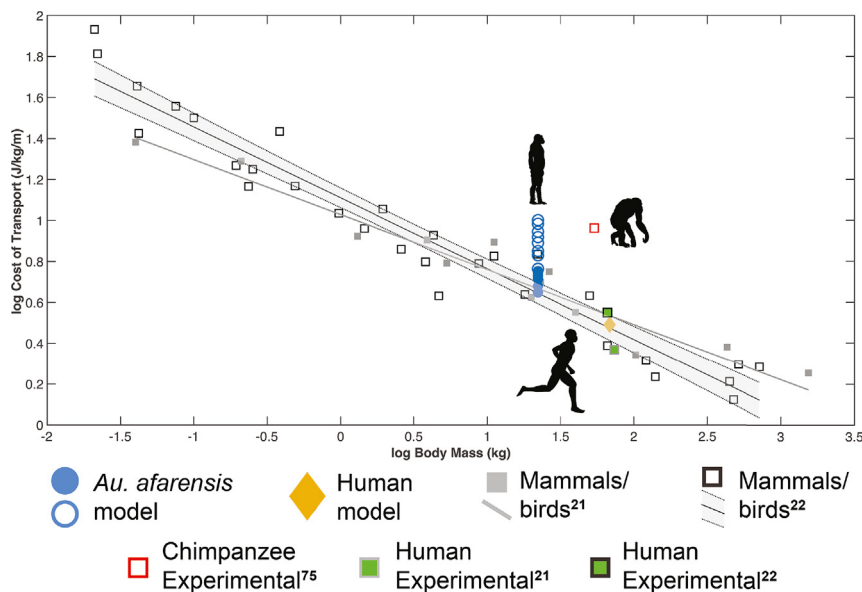 2
1.8
1.6
1.4
1.2
1
0.8
0.6
0.4
0.2
0
log Cost of Transport (J/kg/m)
-2 -1.5 -1 -0.5 0 0.5 1 1.5 2 2.5 3 3.5
log Body Mass (kg)
Au. afarensis
model
Human
model
Mammals/
birds²¹
Mammals/
birds²²
Chimpanzee
Experimental⁷⁵
Human
Experimental²¹
Human
Experimental²²